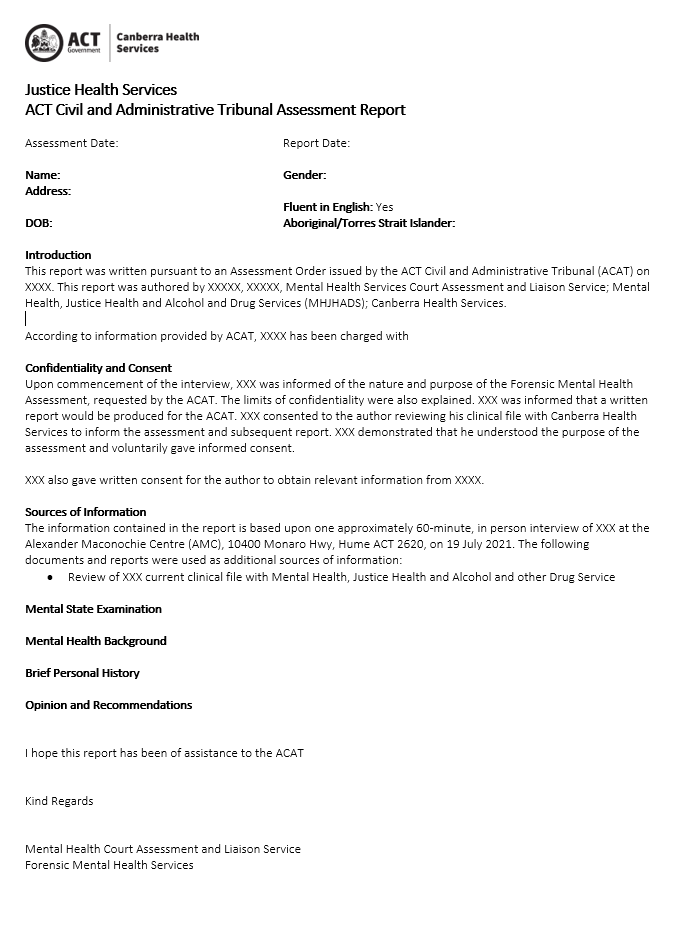 ACT
Government
Canberra Health
Services
Justice Health Services
ACT Civil and Administrative Tribunal Assessment Report
Assessment Date: Report Date:
Name: Gender:
Address:
Fluent in English: Yes
DOB: Aboriginal/Torres Strait Islander:
Introduction
This report was written pursuant to an Assessment Order issued by the ACT Civil and Administrative Tribunal (ACAT) on
XXXX. This report was authored by XXXXX, XXXXX, Mental Health Services Court Assessment and Liaison Service; Mental
Health, Justice Health and Alcohol and Drug Services (MHJHADS); Canberra Health Services.
According to information provided by ACAT, XXXX has been charged with
Confidentiality and Consent
Upon commencement of the interview, XXX was informed of the nature and purpose of the Forensic Mental Health
Assessment, requested by the ACAT. The limits of confidentiality were also explained. XXX was informed that a written
report would be produced for the ACAT. XXX consented to the author reviewing his clinical file with Canberra Health
Services to inform the assessment and subsequent report. XXX demonstrated that he understood the purpose of the
assessment and voluntarily gave informed consent.
XXX also gave written consent for the author to obtain relevant information from XXXX.
Sources of Information
The information contained in the report is based upon one approximately 60-minute, in person interview of XXX at the
Alexander Maconochie Centre (AMC), 10400 Monaro Hwy, Hume ACT 2620, on 19 July 2021. The following
documents and reports were used as additional sources of information:
• Review of XXX current clinical file with Mental Health, Justice Health and Alcohol and other Drug Service
Mental State Examination
Mental Health Background
Brief Personal History
Opinion and Recommendations
I hope this report has been of assistance to the ACAT
Kind Regards
Mental Health Court Assessment and Liaison Service
Forensic Mental Health Services